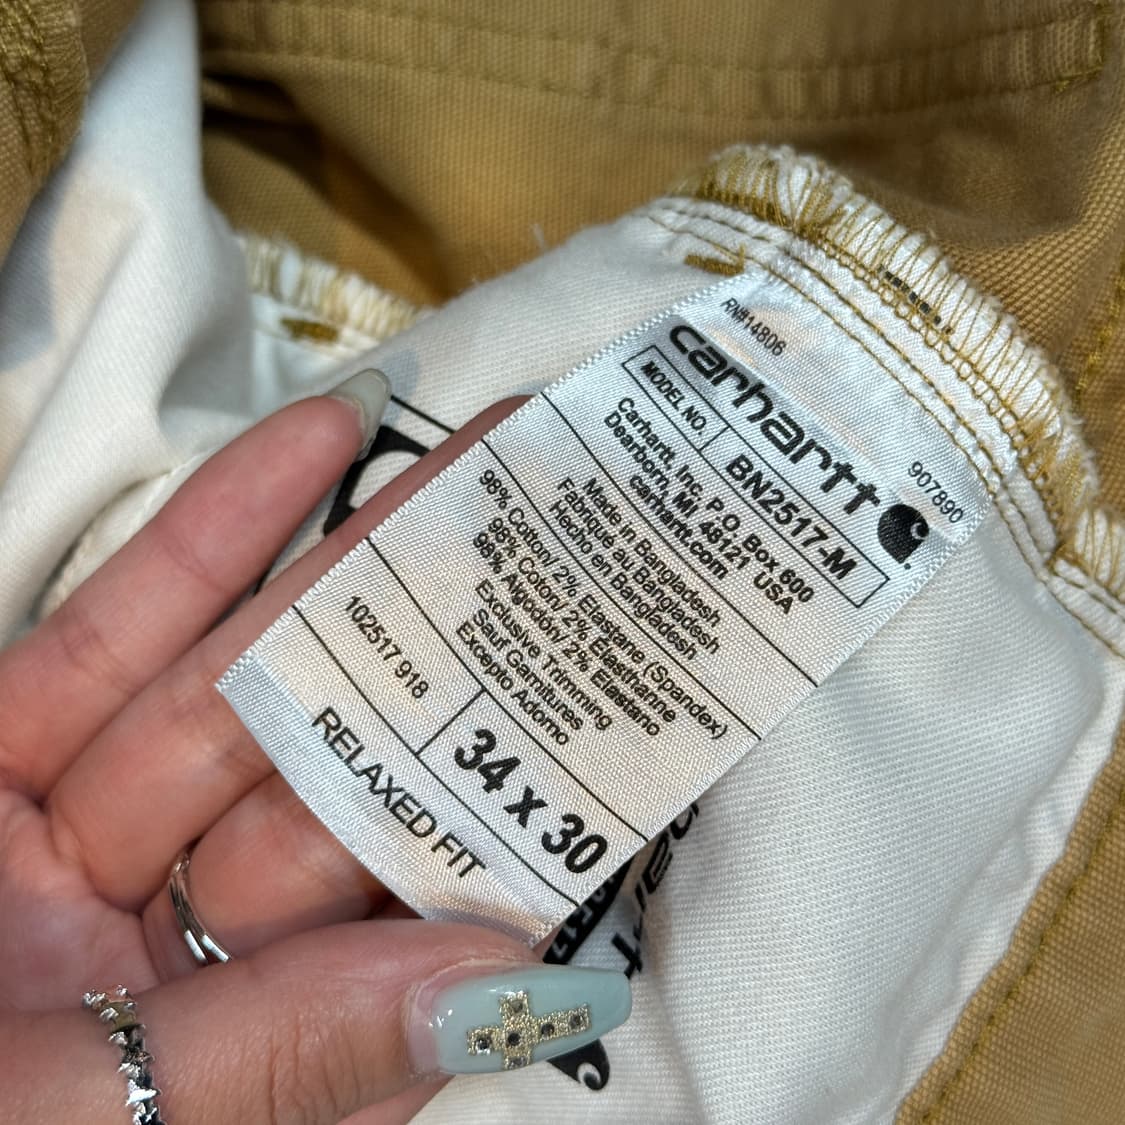 RN#14806
carhartt
907890
MODEL NO. BN2517-M
Carhartt, Inc. P.O. Box 600
Dearborn, MI 48121 USA
carhartt.com
Made in Bangladesh
Fabriqué au Bangladesh
Hecho en Bangladesh
98% Cotton/ 2% Elastane (Spandex)
98% Coton/ 2% Elasthanne
98% Algodón/ 2% Elastano
Exclusive Trimming
Sauf Garnitures
Excepto Adorno
102517 918
34 x 30
RELAXED FIT